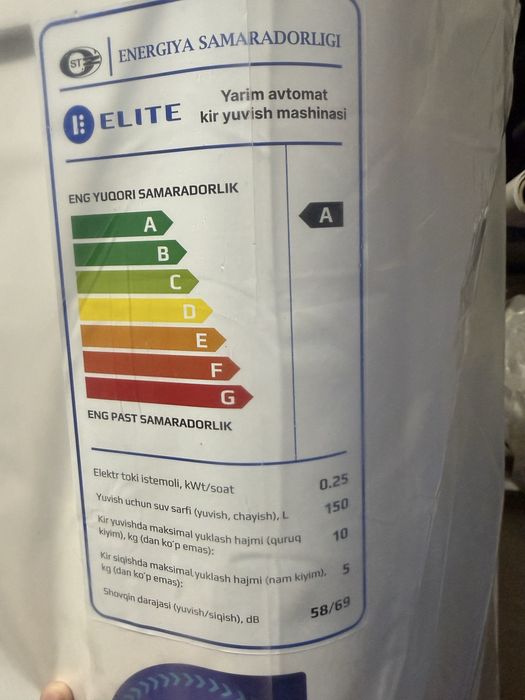 ST
ENERGIYA SAMARADORLIGI
ELITE
Yarim avtomat
kir yuvish mashinasi
ENG YUQORI SAMARADORLIK
A
A
B
C
D
E
F
G
ENG PAST SAMARADORLIK
Elektr toki istemoli, kWt/soat 0.25
Yuvish uchun suv sarfi (yuvish, chayish), L 150
Kir yuvishda maksimal yuklash hajmi (quruq
kiyim), kg (dan ko'p emas): 10
Kir siqishda maksimal yuklash hajmi (nam kiyim),
kg (dan ko'p emas): 5
Shovqin darajasi (yuvish/siqish), dB 58/69